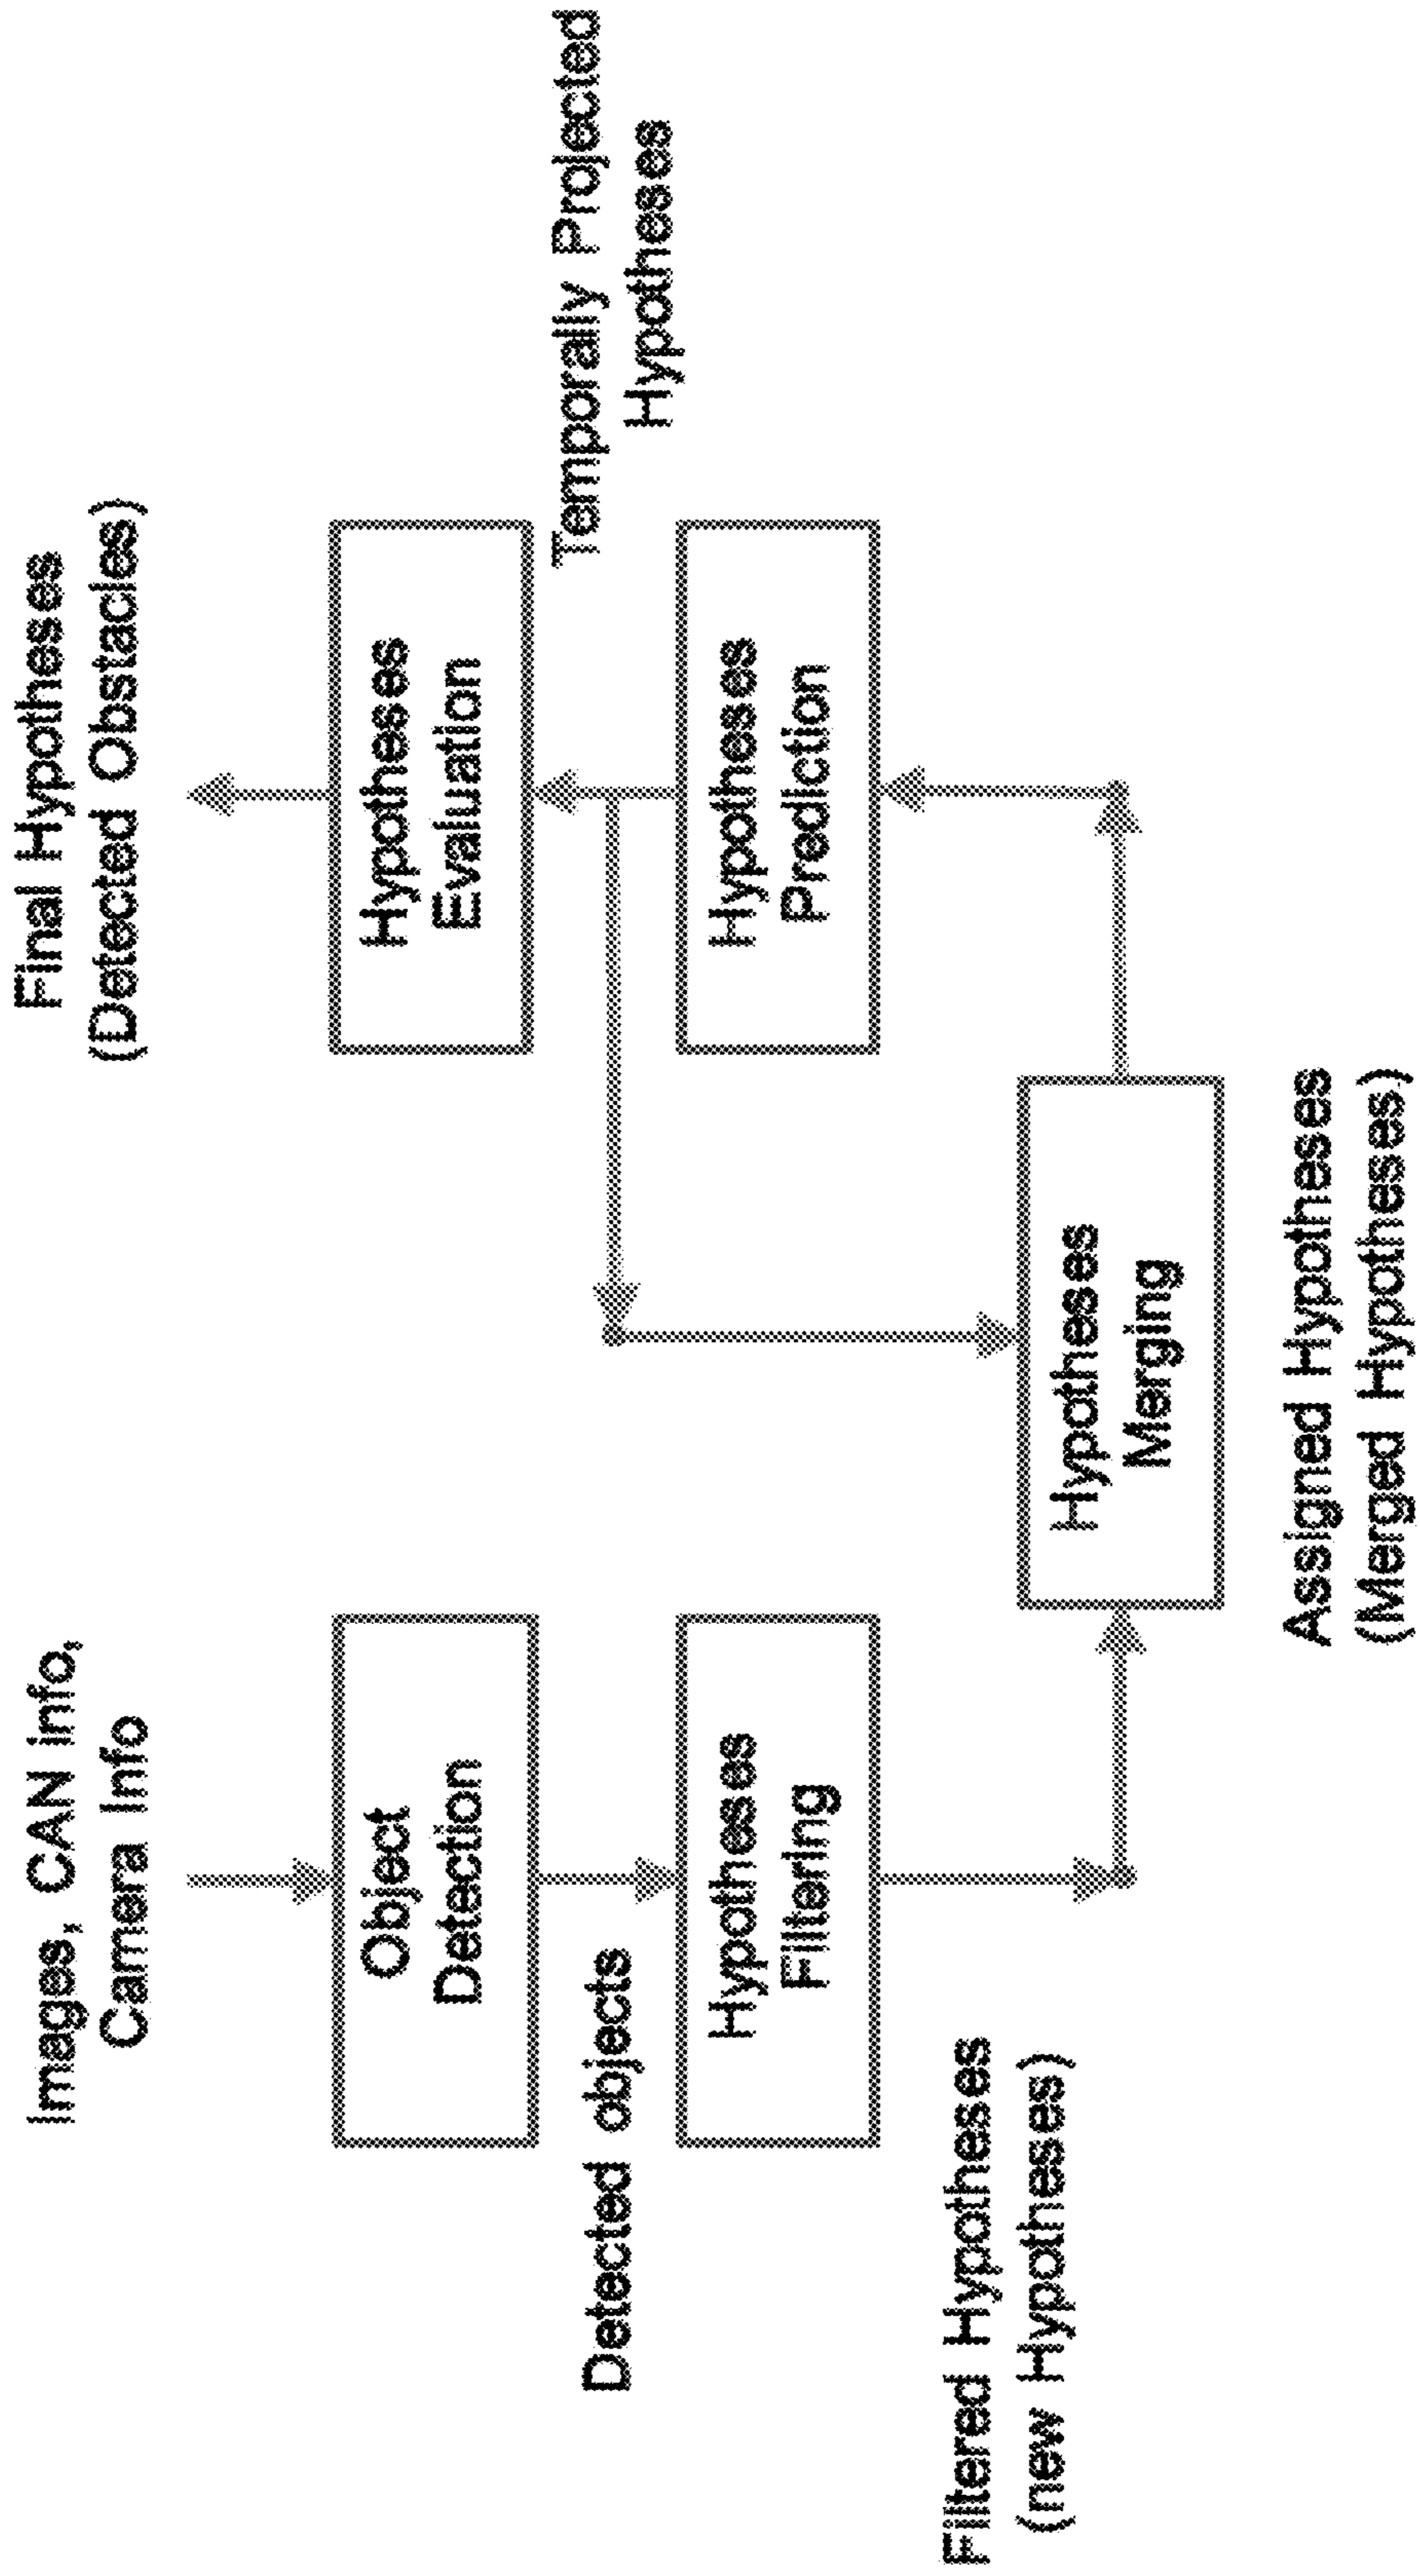 Images, CAN info,
Camera Info
Object
Detection
Detected objects
Hypotheses
Filtering
Filtered Hypotheses
(new Hypotheses)
Hypotheses
Merging
Assigned Hypotheses
(Merged Hypotheses)
Hypotheses
Prediction
Temporally Projected
Hypotheses
Hypotheses
Evaluation
Final Hypotheses
(Detected Obstacles)